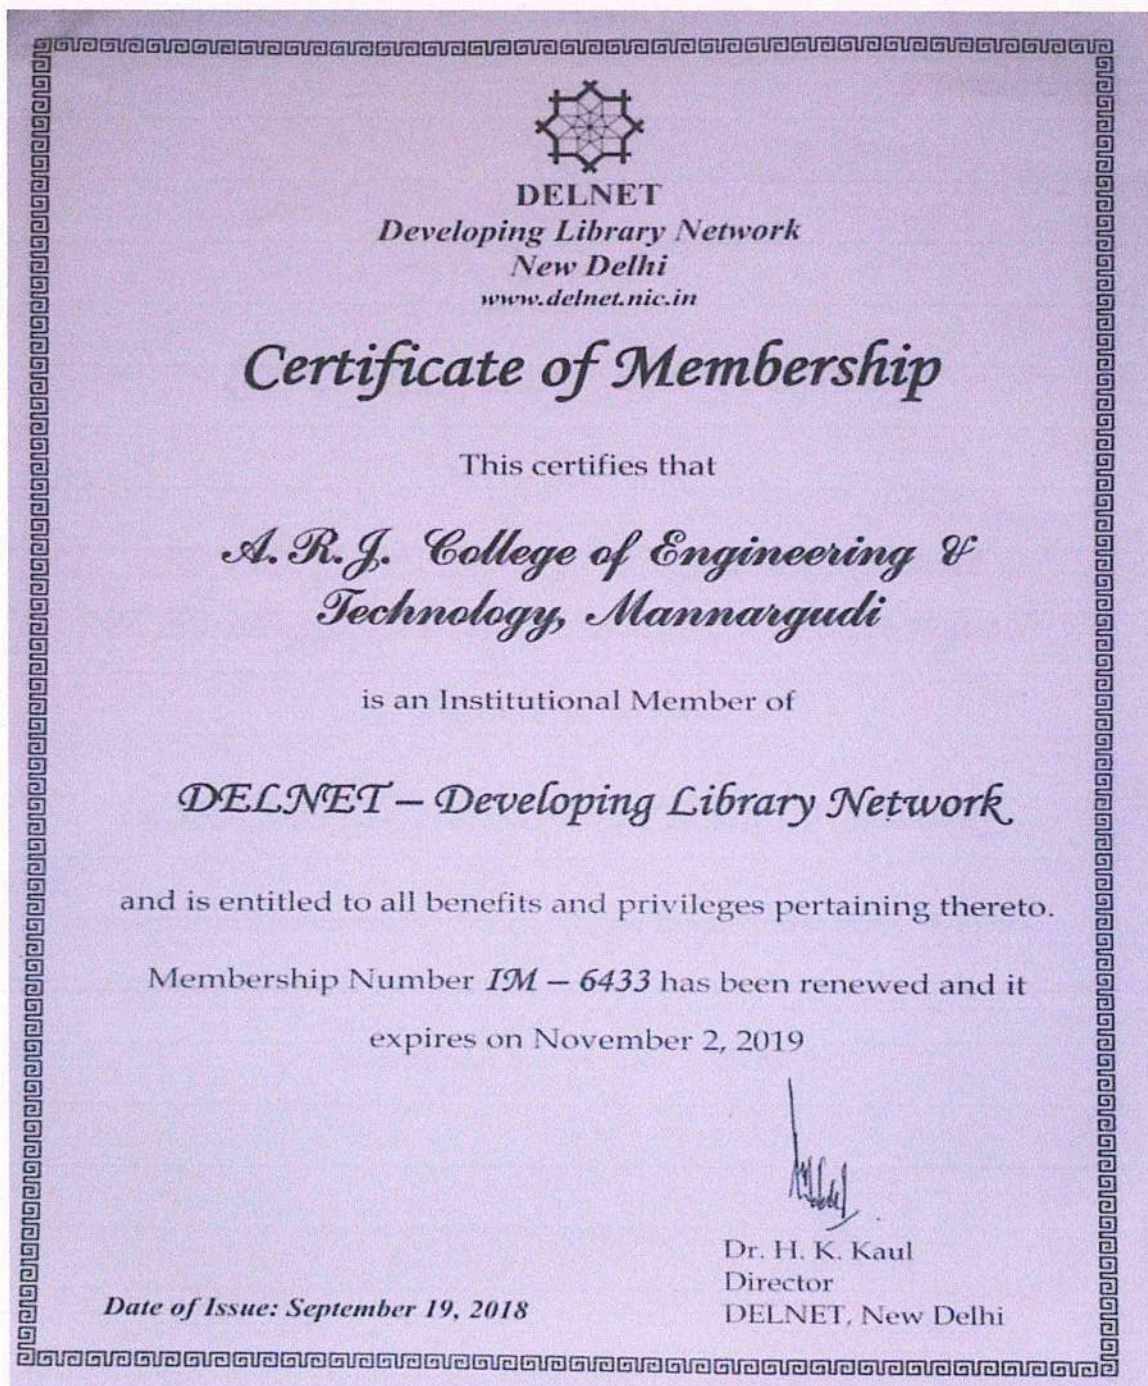 DELNET
Developing Library Network
New Delhi
www.delnet.nic.in
Certificate of Membership
This certifies that
A. R. J. College of Engineering &
Technology, Mannargudi
is an Institutional Member of
DELNET – Developing Library Network
and is entitled to all benefits and privileges pertaining thereto.
Membership Number IM – 6433 has been renewed and it
expires on November 2, 2019
Dr. H. K. Kaul
Director
DELNET, New Delhi
Date of Issue: September 19, 2018